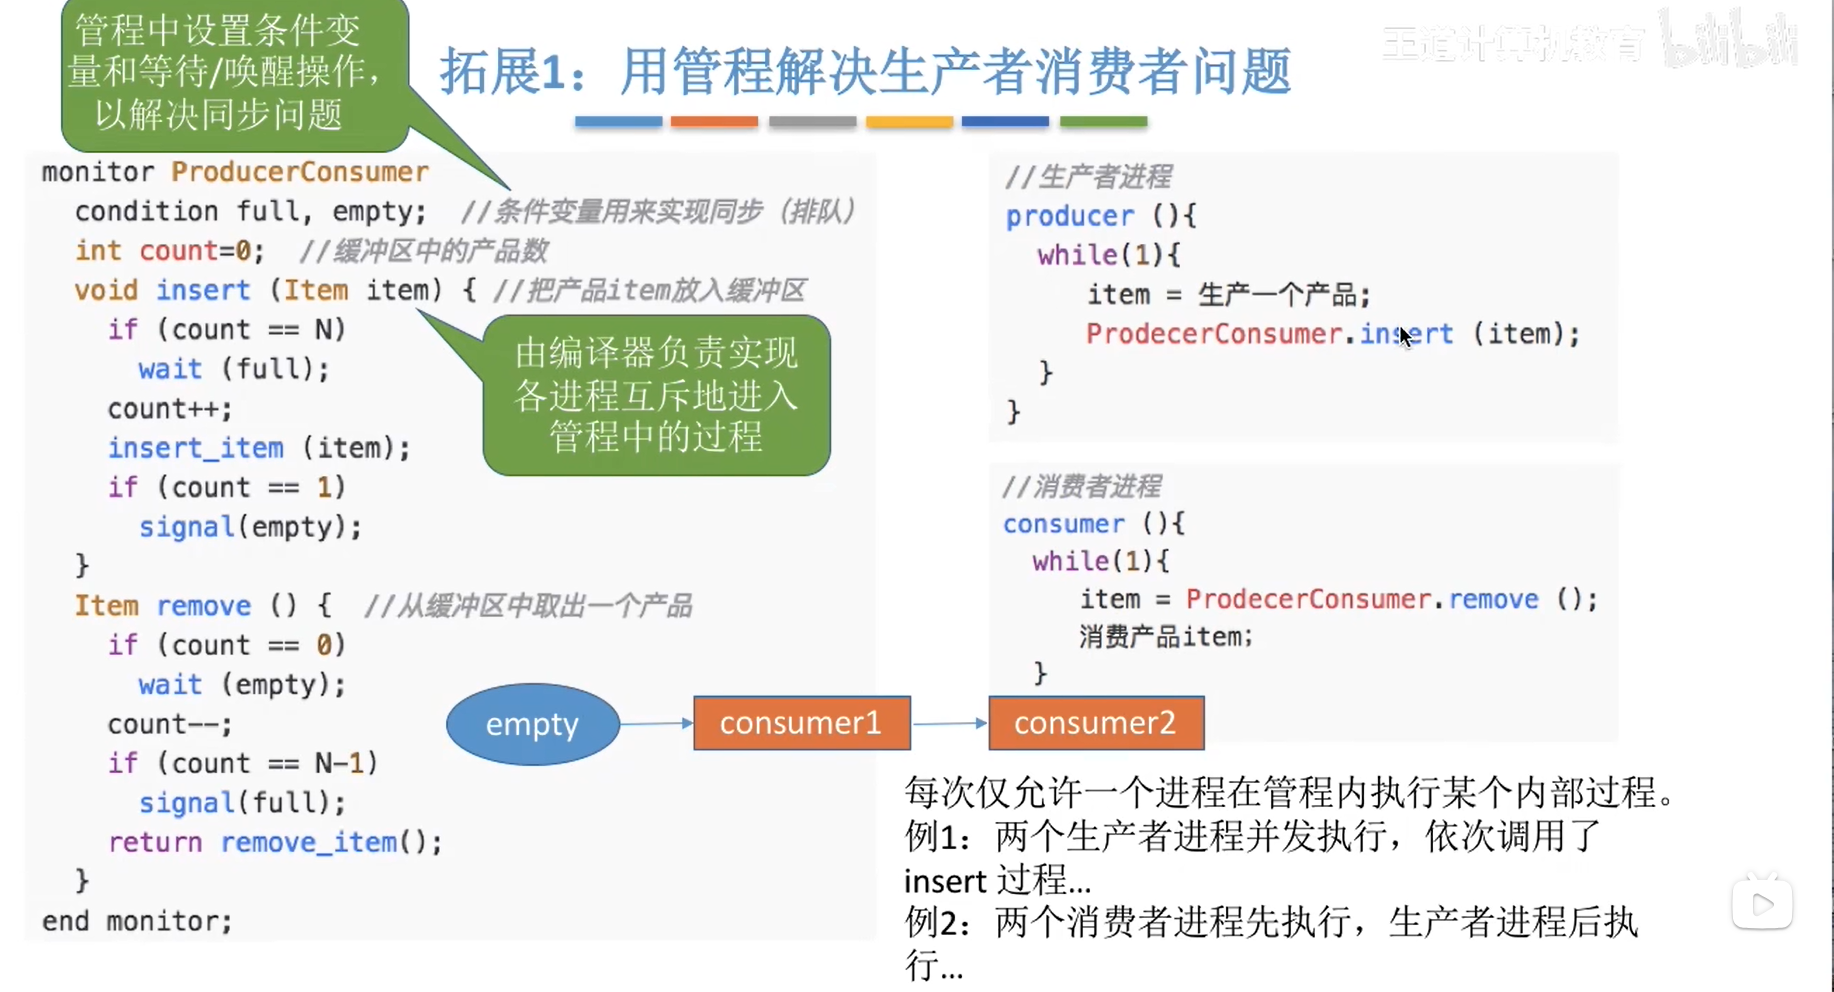 管程中设置条件变
量和等待/唤醒操作，
以解决同步问题
拓展1：用管程解决生产者消费者问题
王道计算机教育 bilibili
monitor ProducerConsumer
condition full, empty; //条件变量用来实现同步（排队）
int count=0; //缓冲区中的产品数
void insert (Item item) { //把产品item放入缓冲区
if (count == N)
wait (full);
count++;
insert_item (item);
if (count == 1)
signal(empty);
}
由编译器负责实现
各进程互斥地进入
管程中的过程
Item remove () { //从缓冲区中取出一个产品
if (count == 0)
wait (empty);
count--;
if (count == N-1)
signal(full);
return remove_item();
}
end monitor;
//生产者进程
producer (){
while(1){
item = 生产一个产品;
ProdecerConsumer.insert (item);
}
}
//消费者进程
consumer (){
while(1){
item = ProdecerConsumer.remove ();
消费产品item;
}
empty
consumer1
consumer2
每次仅允许一个进程在管程内执行某个内部过程。
例1：两个生产者进程并发执行，依次调用了
insert 过程...
例2：两个消费者进程先执行，生产者进程后执
行...